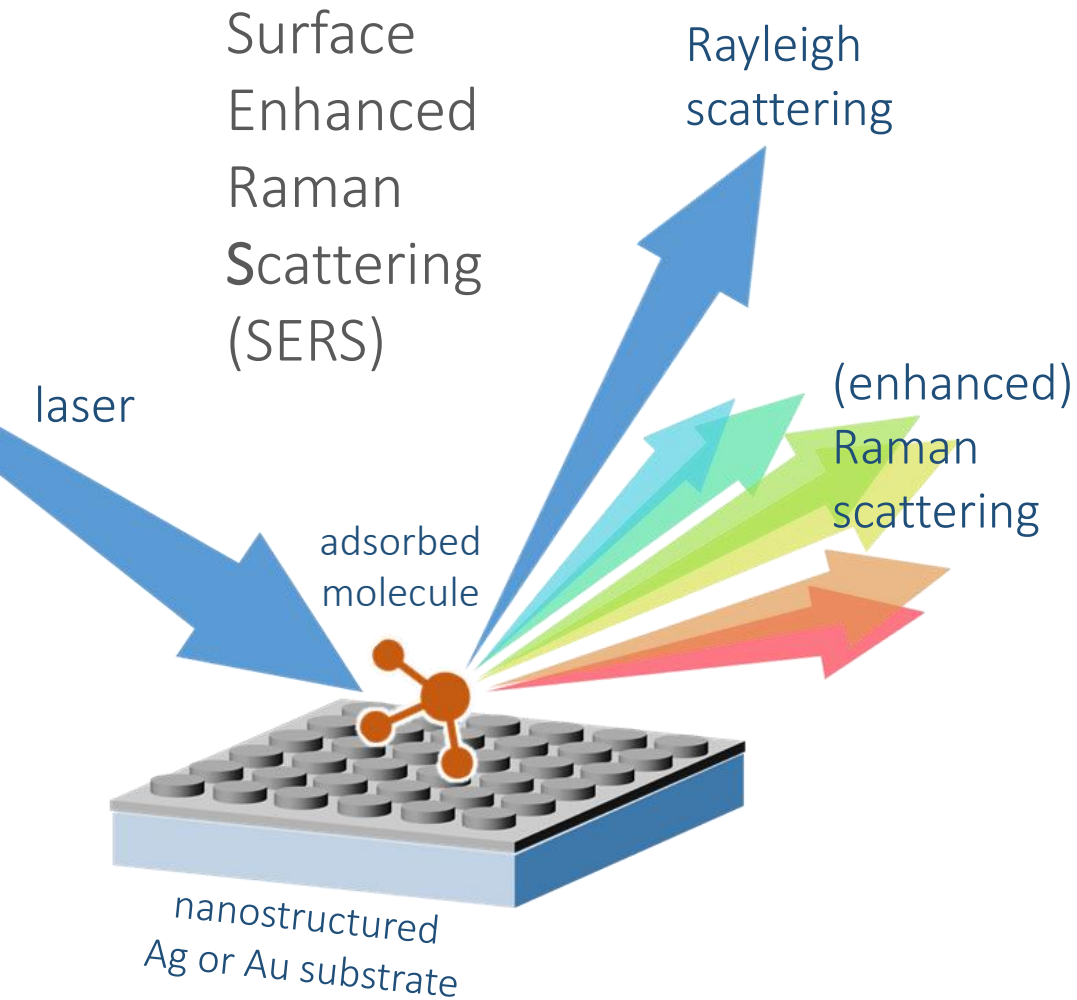 Surface
Enhanced
Raman
Scattering
(SERS)
Rayleigh
scattering
laser
(enhanced)
Raman
scattering
adsorbed
molecule
nanostructured
Ag or Au substrate